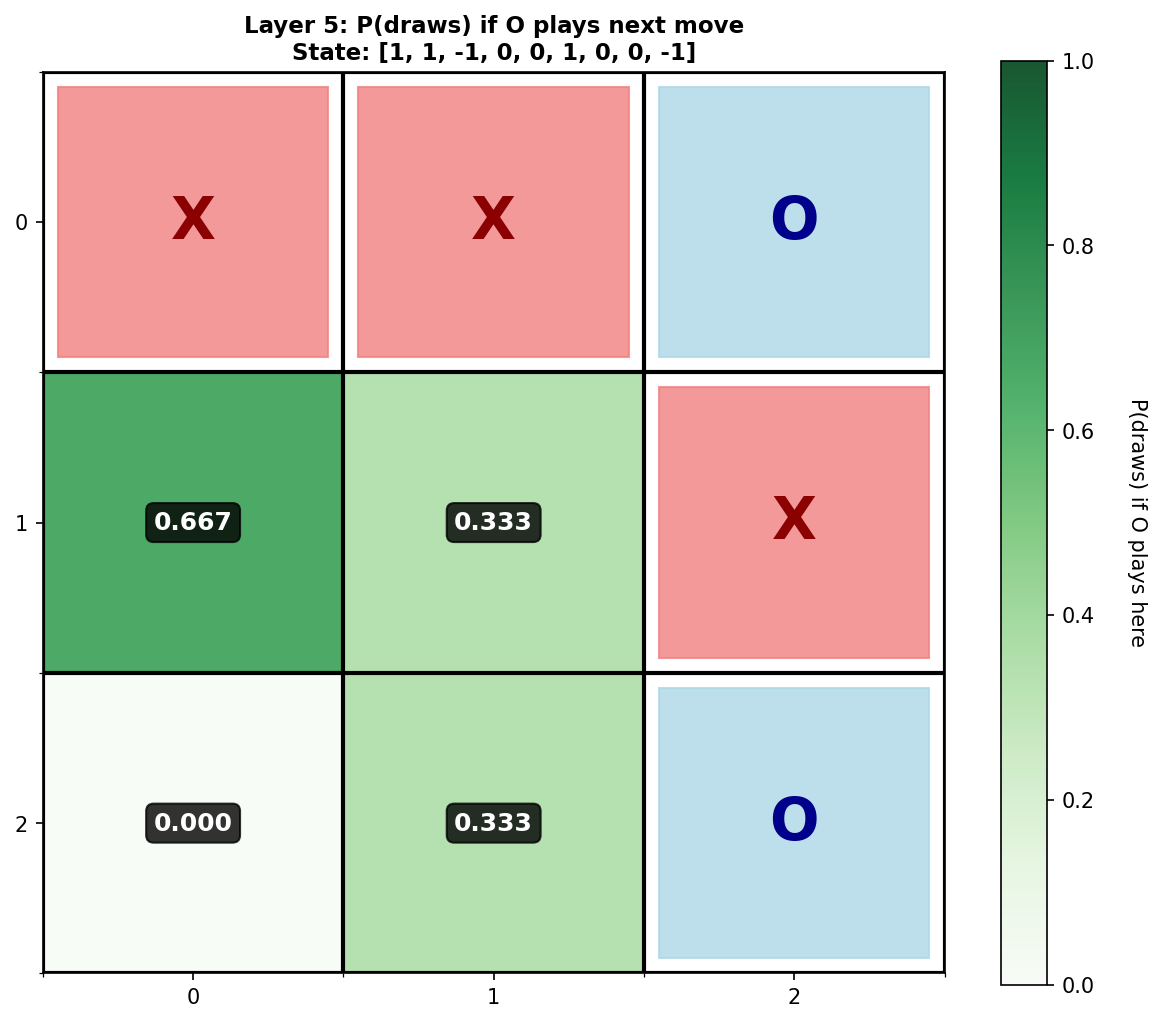 Layer 5: P(draws) if O plays next move
State: [1, 1, -1, 0, 0, 1, 0, 0, -1]
X X O
0
0.667 0.333 X
1
0.000 0.333 O
2
0 1 2
1.0
0.8
0.6
0.4
0.2
0.0
P(draws) if O plays here